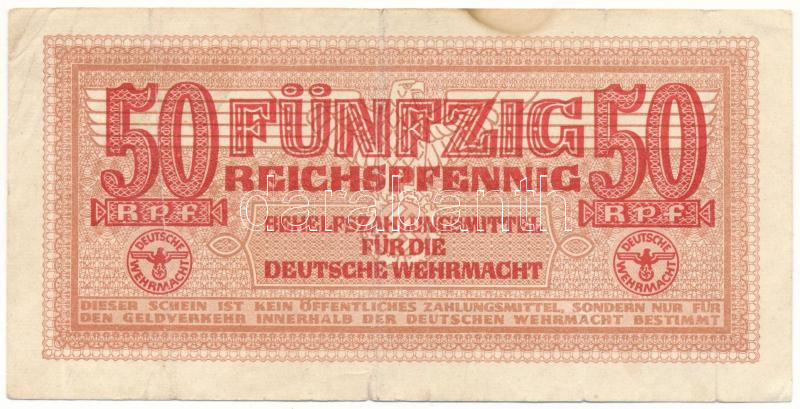 50 FÜNFZIG 50
REICHSPFENNIG
RPf RPf
BEHELFSZAHLUNGSMITTEL
FÜR DIE
DEUTSCHE WEHRMACHT
DEUTSCHE WEHRMACHT
DEUTSCHE WEHRMACHT
DIESER SCHEIN IST KEIN ÖFFENTLICHES ZAHLUNGSMITTEL, SONDERN NUR FÜR
DEN GELDVERKEHR INNERHALB DER DEUTSCHEN WEHRMACHT BESTIMMT
darabanth